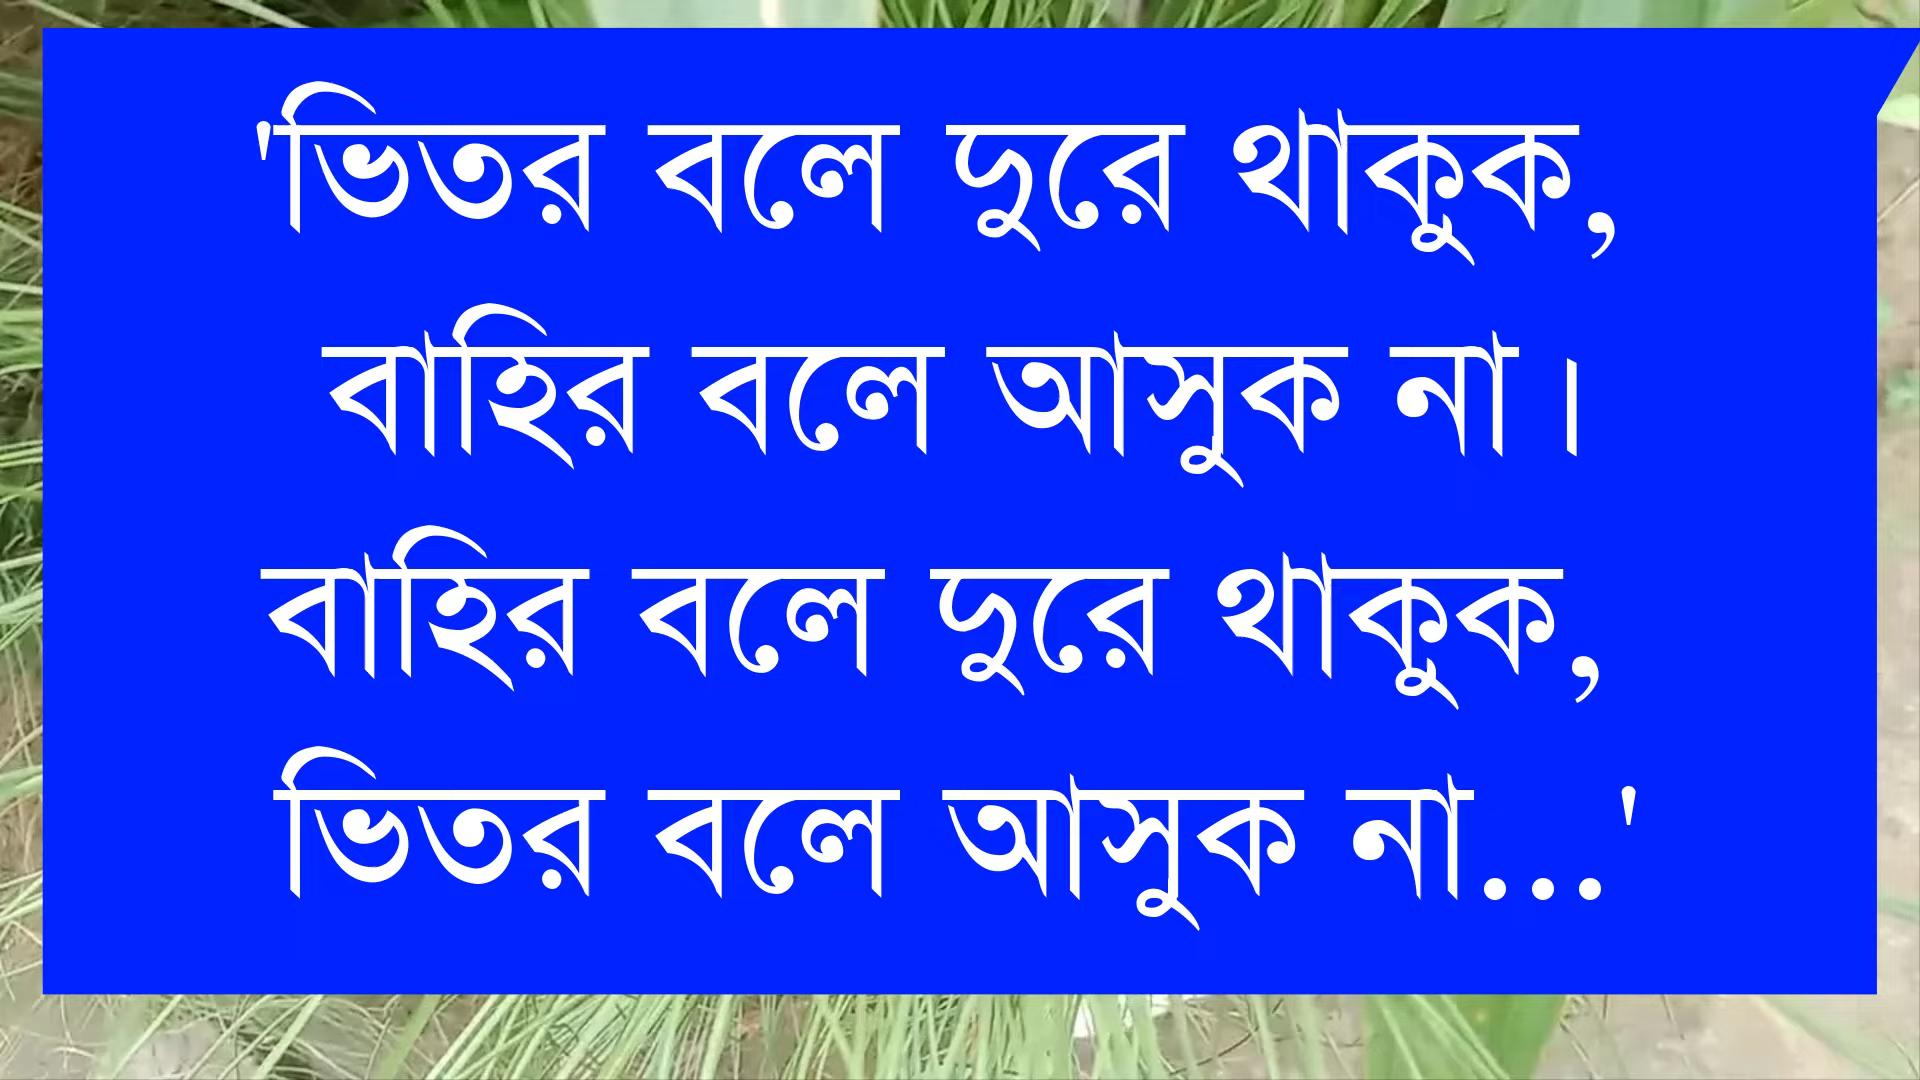 'ভিতর বলে দুরে থাকুক,
বাহির বলে আসুক না।
বাহির বলে দুরে থাকুক,
ভিতর বলে আসুক না...'